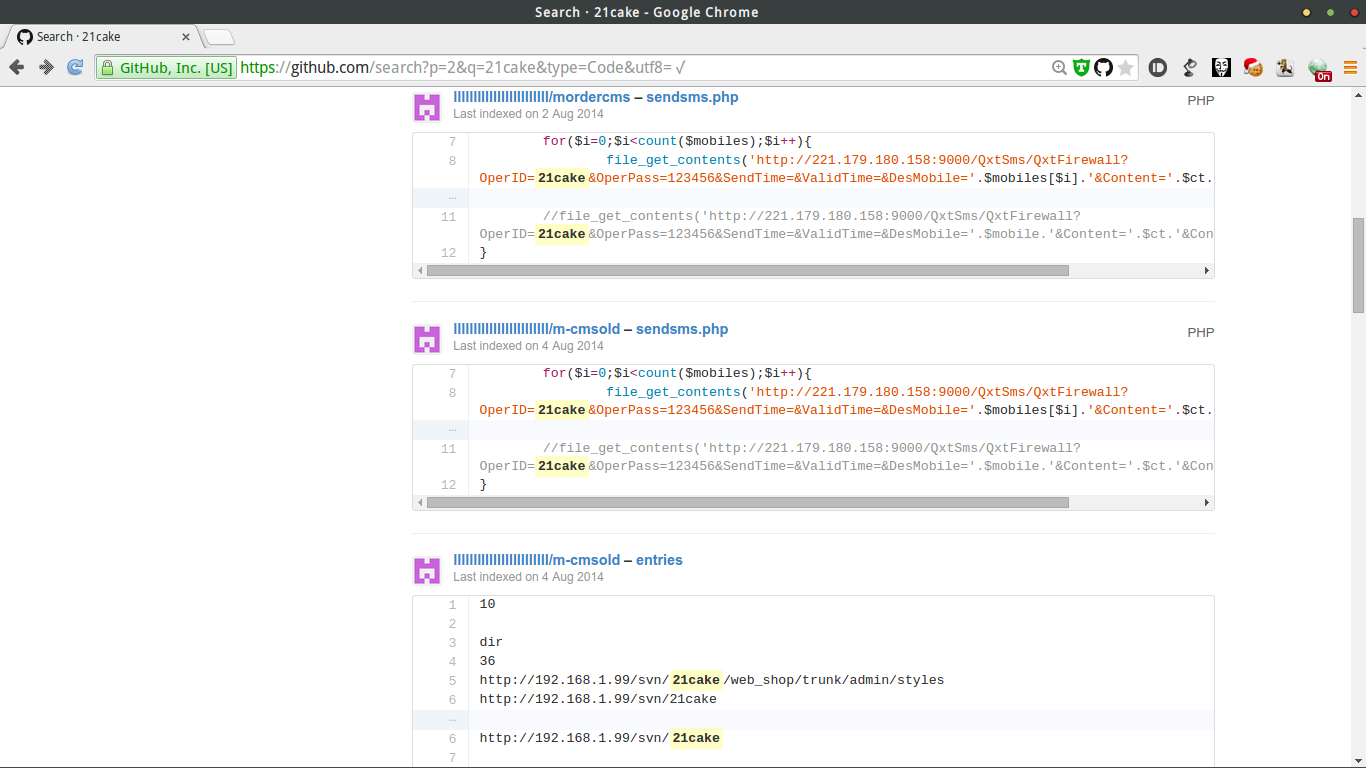 Search · 21cake - Google Chrome
Search · 21cake
GitHub, Inc. [US] https://github.com/search?p=2&q=21cake&type=Code&utf8=✓
0n
llllllllllllllllllllllll/mordercms – sendsms.php
PHP
Last indexed on 2 Aug 2014
7 for($i=0;$i<count($mobiles);$i++){
8 file_get_contents('http://221.179.180.158:9000/QxtSms/QxtFirewall?
OperID=21cake&OperPass=123456&SendTime=&ValidTime=&DesMobile='.$mobiles[$i].'&Content='.$ct.
…
11 //file_get_contents('http://221.179.180.158:9000/QxtSms/QxtFirewall?
OperID=21cake&OperPass=123456&SendTime=&ValidTime=&DesMobile='.$mobile.'&Content='.$ct.'&Con
12 }
llllllllllllllllllllllll/m-cmsold – sendsms.php
PHP
Last indexed on 4 Aug 2014
7 for($i=0;$i<count($mobiles);$i++){
8 file_get_contents('http://221.179.180.158:9000/QxtSms/QxtFirewall?
OperID=21cake&OperPass=123456&SendTime=&ValidTime=&DesMobile='.$mobiles[$i].'&Content='.$ct.
…
11 //file_get_contents('http://221.179.180.158:9000/QxtSms/QxtFirewall?
OperID=21cake&OperPass=123456&SendTime=&ValidTime=&DesMobile='.$mobile.'&Content='.$ct.'&Con
12 }
llllllllllllllllllllllll/m-cmsold – entries
Last indexed on 4 Aug 2014
1 10
2
3 dir
4 36
5 http://192.168.1.99/svn/21cake/web_shop/trunk/admin/styles
6 http://192.168.1.99/svn/21cake
…
6 http://192.168.1.99/svn/21cake
7